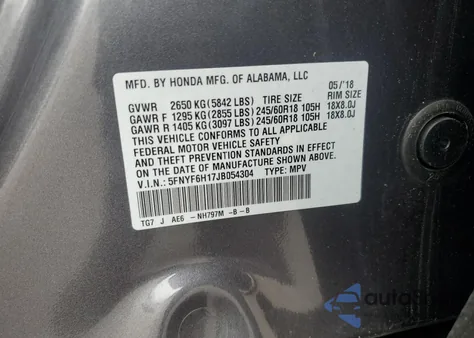 MFD. BY HONDA MFG. OF ALABAMA, LLC
05/'18
GVWR 2650 KG(5842 LBS) TIRE SIZE RIM SIZE
GAWR F 1295 KG(2855 LBS)245/60R18 105H 18X8.0J
GAWR R 1405 KG(3097 LBS)245/60R18 105H 18X8.0J
THIS VEHICLE CONFORMS TO ALL APPLICABLE
FEDERAL MOTOR VEHICLE SAFETY
AND THEFT PREVENTION STANDARDS IN EFFECT
ON THE DATE OF MANUFACTURE SHOWN ABOVE.
V.I.N.: 5FNYF6H17JB054304 TYPE: MPV
TG7 J AE6 -NH797M -B -B